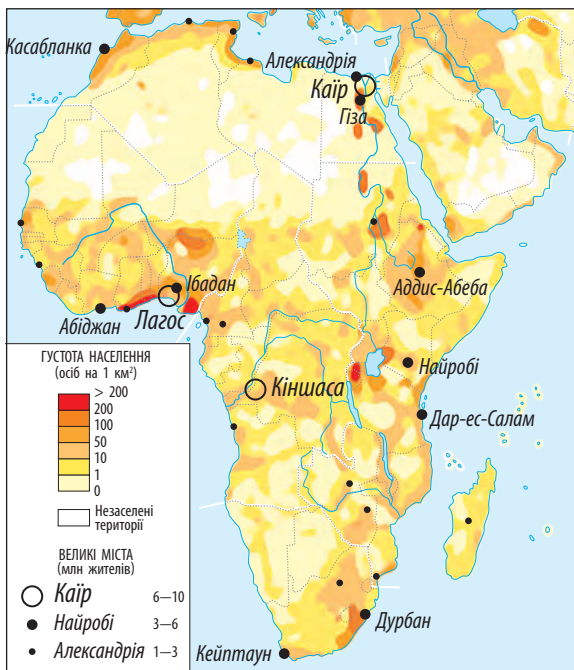 Касабланка
Александрія
Каїр
Гіза
Ібадан
Лагос
Абіджан
Аддис-Абеба
Найробі
Кіншаса
Дар-ес-Салам
Дурбан
Кейптаун
ГУСТОТА НАСЕЛЕННЯ
(осіб на 1 км²)
> 200
200
100
50
10
1
0
Незаселені
території
ВЕЛИКІ МІСТА
(млн жителів)
Каїр 6—10
Найробі 3—6
Александрія 1—3